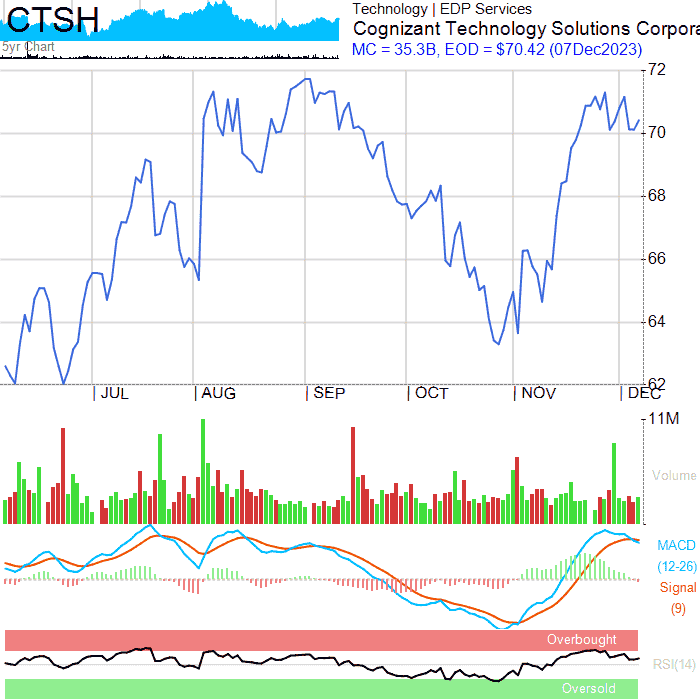 CTSH
5yr Chart
Technology | EDP Services
Cognizant Technology Solutions Corpora
MC = 35.3B, EOD = $70.42 (07Dec2023)
72
70
68
66
64
62
JUL AUG SEP OCT NOV DEC
11M
Volume
MACD
(12-26)
Signal
(9)
Overbought
RSI(14)
Oversold